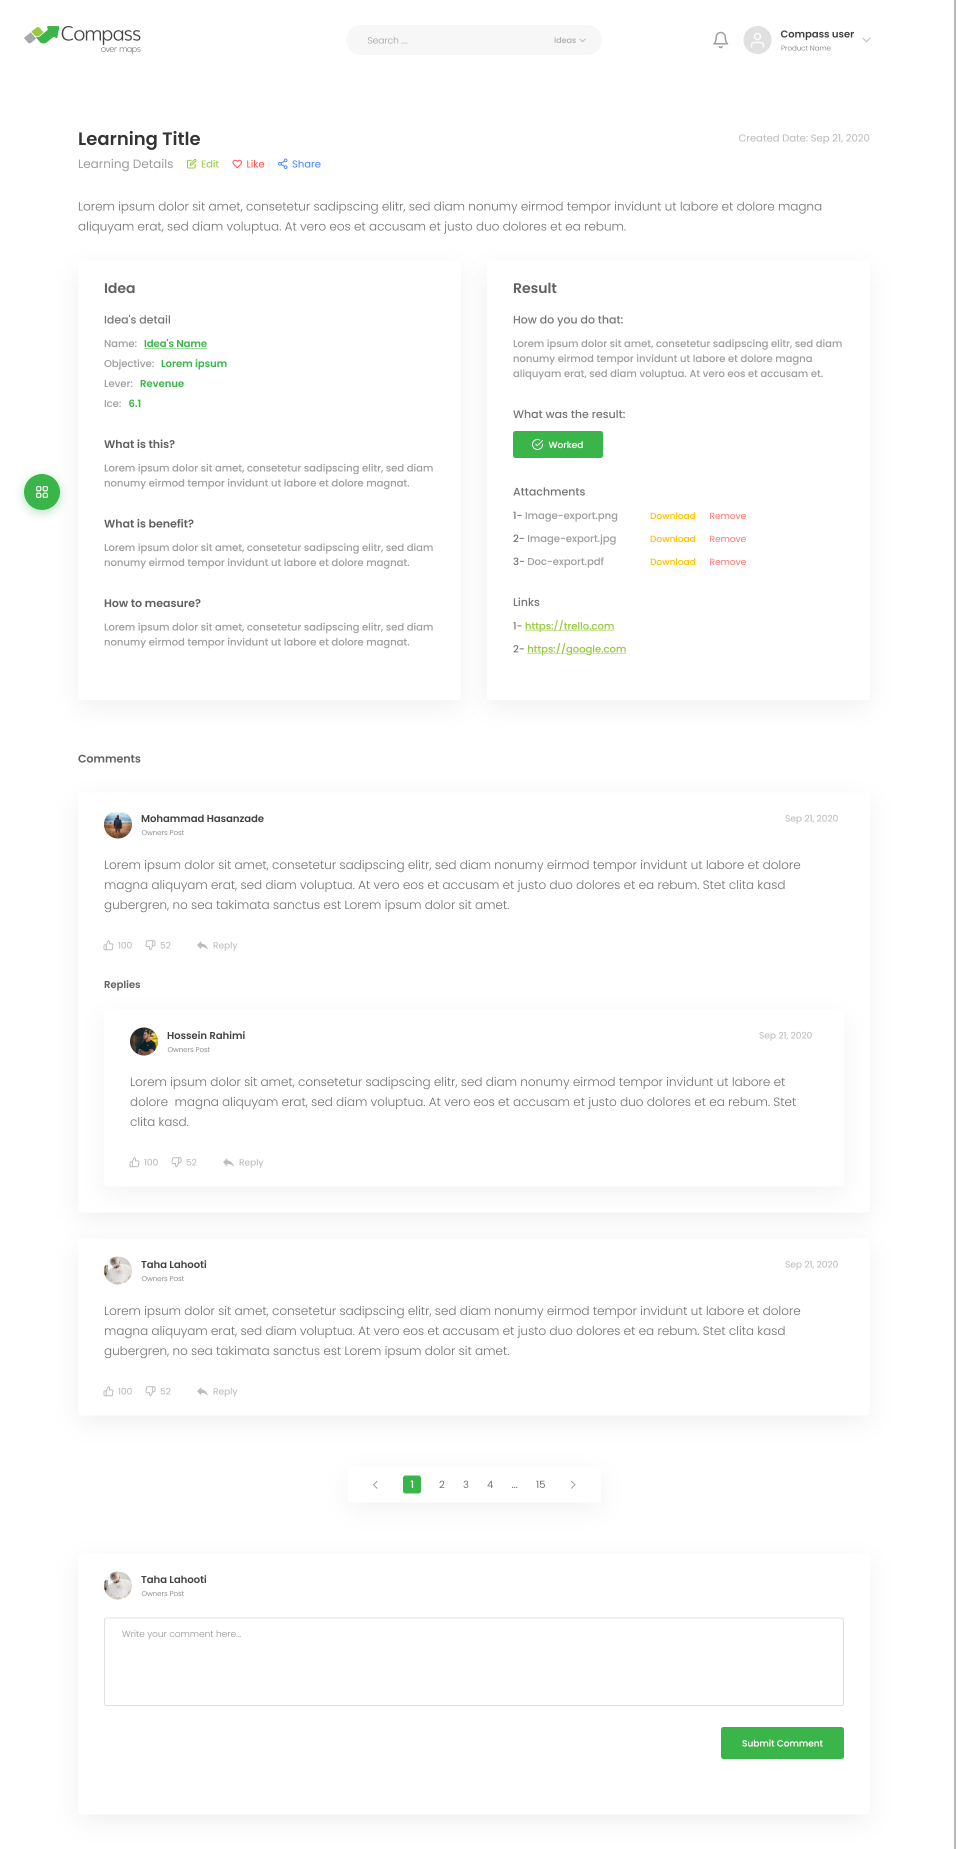 Compass
over maps
Search ...
Ideas
Compass user
Product Name
Learning Title
Created Date: Sep 21, 2020
Learning Details
Edit
Like
Share
Lorem ipsum dolor sit amet, consetetur sadipscing elitr, sed diam nonumy eirmod tempor invidunt ut labore et dolore magna
aliquyam erat, sed diam voluptua. At vero eos et accusam et justo duo dolores et ea rebum.
Idea
Idea's detail
Name: Idea's Name
Objective: Lorem ipsum
Lever: Revenue
Ice: 6.1
What is this?
Lorem ipsum dolor sit amet, consetetur sadipscing elitr, sed diam
nonumy eirmod tempor invidunt ut labore et dolore magnat.
What is benefit?
Lorem ipsum dolor sit amet, consetetur sadipscing elitr, sed diam
nonumy eirmod tempor invidunt ut labore et dolore magnat.
How to measure?
Lorem ipsum dolor sit amet, consetetur sadipscing elitr, sed diam
nonumy eirmod tempor invidunt ut labore et dolore magnat.
Result
How do you do that:
Lorem ipsum dolor sit amet, consetetur sadipscing elitr, sed diam
nonumy eirmod tempor invidunt ut labore et dolore magna
aliquyam erat, sed diam voluptua. At vero eos et accusam et.
What was the result:
Worked
Attachments
1- Image-export.png Download Remove
2- Image-export.jpg Download Remove
3- Doc-export.pdf Download Remove
Links
1- https://trello.com
2- https://google.com
Comments
Mohammad Hasanzade
Sep 21, 2020
Owners Post
Lorem ipsum dolor sit amet, consetetur sadipscing elitr, sed diam nonumy eirmod tempor invidunt ut labore et dolore
magna aliquyam erat, sed diam voluptua. At vero eos et accusam et justo duo dolores et ea rebum. Stet clita kasd
gubergren, no sea takimata sanctus est Lorem ipsum dolor sit amet.
100 52 Reply
Replies
Hossein Rahimi
Sep 21, 2020
Owners Post
Lorem ipsum dolor sit amet, consetetur sadipscing elitr, sed diam nonumy eirmod tempor invidunt ut labore et
dolore magna aliquyam erat, sed diam voluptua. At vero eos et accusam et justo duo dolores et ea rebum. Stet
clita kasd.
100 52 Reply
Taha Lahooti
Sep 21, 2020
Owners Post
Lorem ipsum dolor sit amet, consetetur sadipscing elitr, sed diam nonumy eirmod tempor invidunt ut labore et dolore
magna aliquyam erat, sed diam voluptua. At vero eos et accusam et justo duo dolores et ea rebum. Stet clita kasd
gubergren, no sea takimata sanctus est Lorem ipsum dolor sit amet.
100 52 Reply
1 2 3 4 ... 15
Taha Lahooti
Owners Post
Write your comment here...
Submit Comment